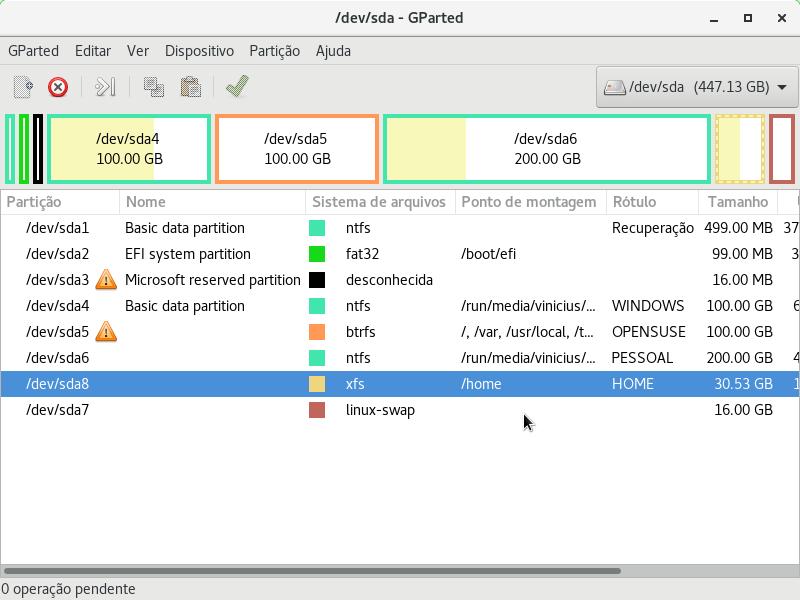 /dev/sda - GParted
GParted Editar Ver Dispositivo Partição Ajuda
/dev/sda (447.13 GB)
/dev/sda4
100.00 GB
/dev/sda5
100.00 GB
/dev/sda6
200.00 GB
Partição Nome Sistema de arquivos Ponto de montagem Rótulo Tamanho
/dev/sda1 Basic data partition ntfs Recuperação 499.00 MB 37
/dev/sda2 EFI system partition fat32 /boot/efi 99.00 MB 3
/dev/sda3 Microsoft reserved partition desconhecida 16.00 MB
/dev/sda4 Basic data partition ntfs /run/media/vinicius/... WINDOWS 100.00 GB 6
/dev/sda5 btrfs /, /var, /usr/local, /t... OPENSUSE 100.00 GB
/dev/sda6 ntfs /run/media/vinicius/... PESSOAL 200.00 GB 4
/dev/sda8 xfs /home HOME 30.53 GB 1
/dev/sda7 linux-swap 16.00 GB
0 operação pendente